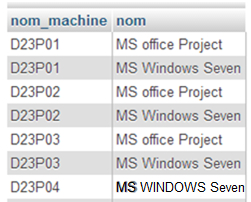 nom_machine nom
D23P01 MS office Project
D23P01 MS Windows Seven
D23P02 MS office Project
D23P02 MS Windows Seven
D23P03 MS office Project
D23P03 MS Windows Seven
D23P04 MS WINDOWS Seven